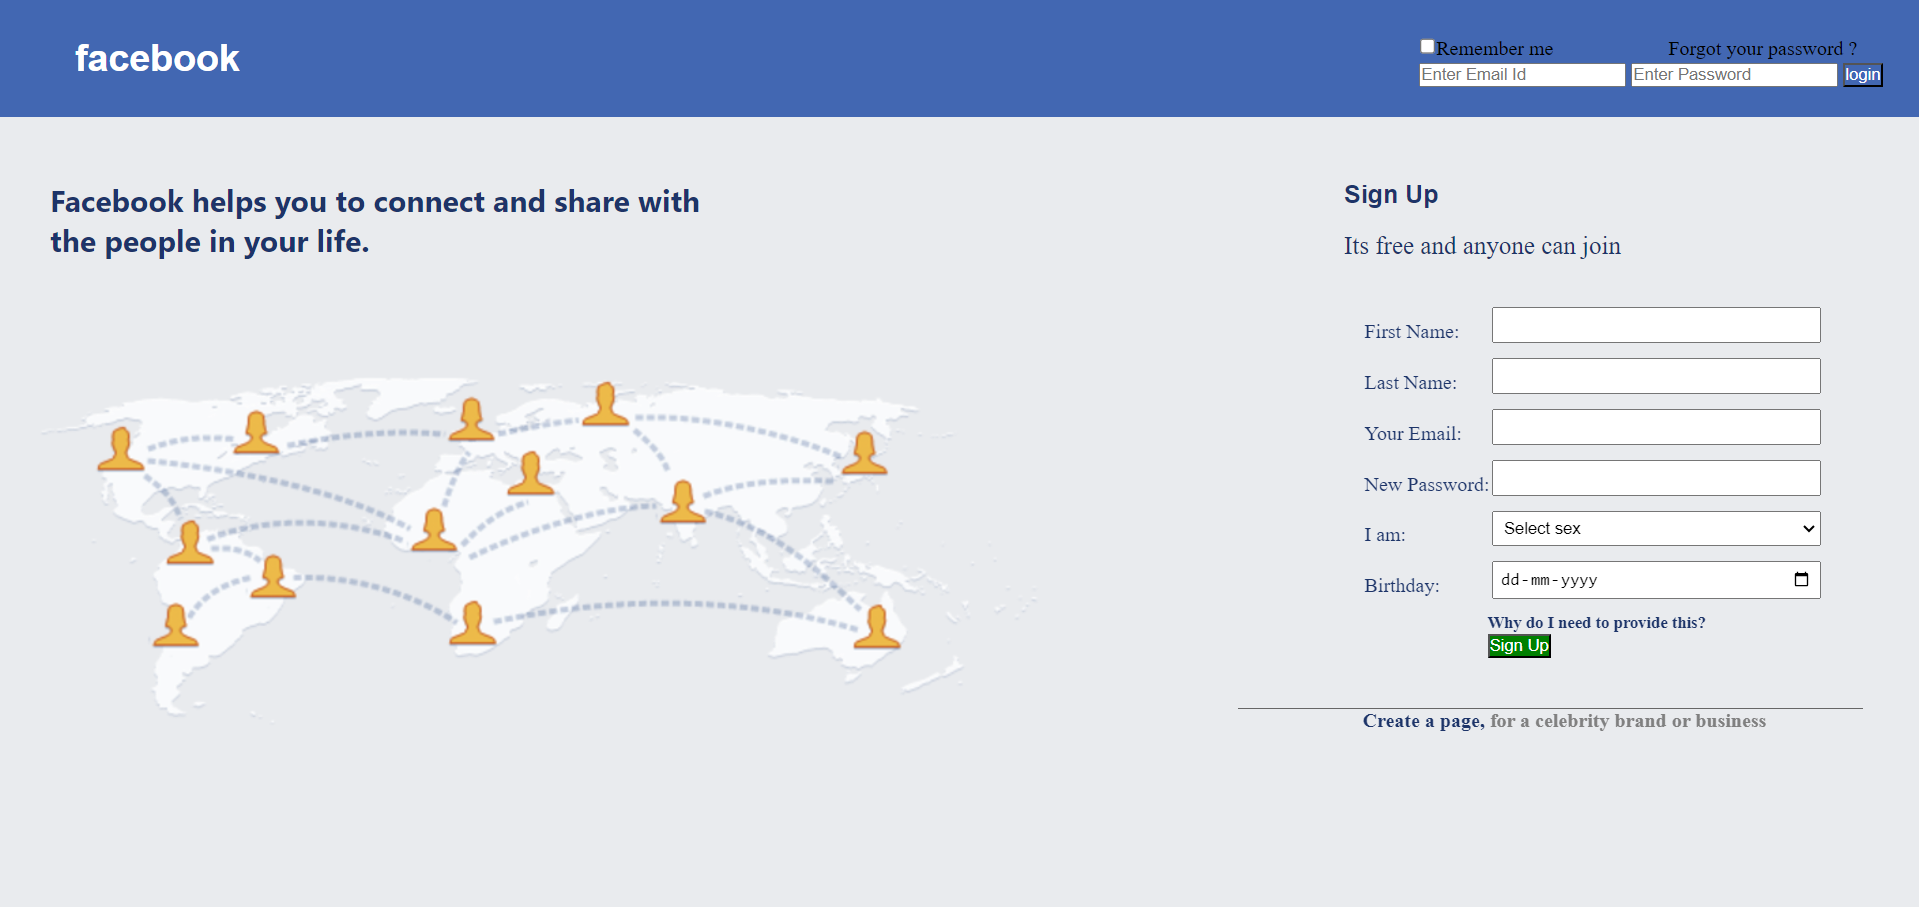 facebook
Remember me Forgot your password ?
Enter Email Id Enter Password login
Facebook helps you to connect and share with
the people in your life.
Sign Up
Its free and anyone can join
First Name:
Last Name:
Your Email:
New Password:
I am: Select sex
Birthday: dd-mm-yyyy
Why do I need to provide this?
Sign Up
Create a page, for a celebrity brand or business